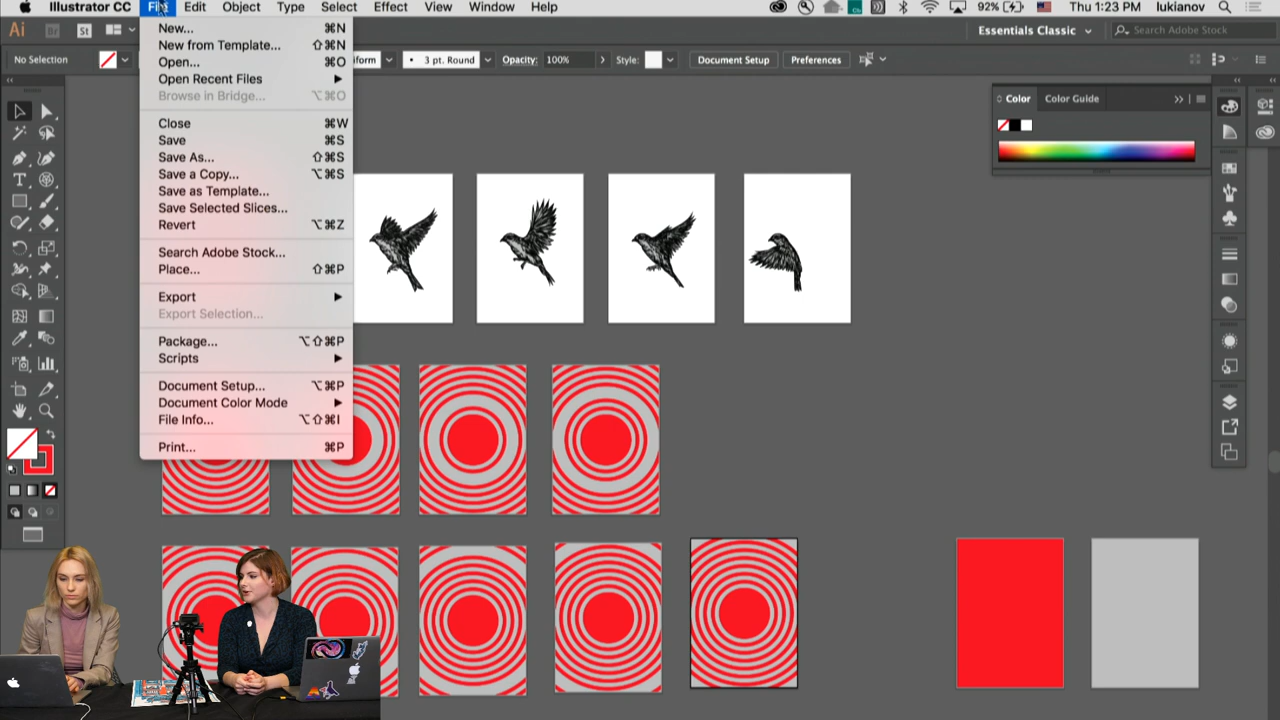 Illustrator CC File Edit Object Type Select Effect View Window Help 92% Thu 1:23 PM lukianov
Ai Br St Essentials Classic Search Adobe Stock
No Selection 3 pt. Round Opacity: 100% Style: Document Setup Preferences
New... ⌘N
New from Template... ⇧⌘N
Open... ⌘O
Open Recent Files
Browse in Bridge... ⌥⌘O
Close ⌘W
Save ⌘S
Save As... ⇧⌘S
Save a Copy... ⌥⌘S
Save as Template...
Save Selected Slices...
Revert ⌥⌘Z
Search Adobe Stock...
Place... ⇧⌘P
Export
Export Selection...
Package... ⌥⇧⌘P
Scripts
Document Setup... ⌥⌘P
Document Color Mode
File Info... ⌥⇧⌘I
Print... ⌘P
Color Color Guide